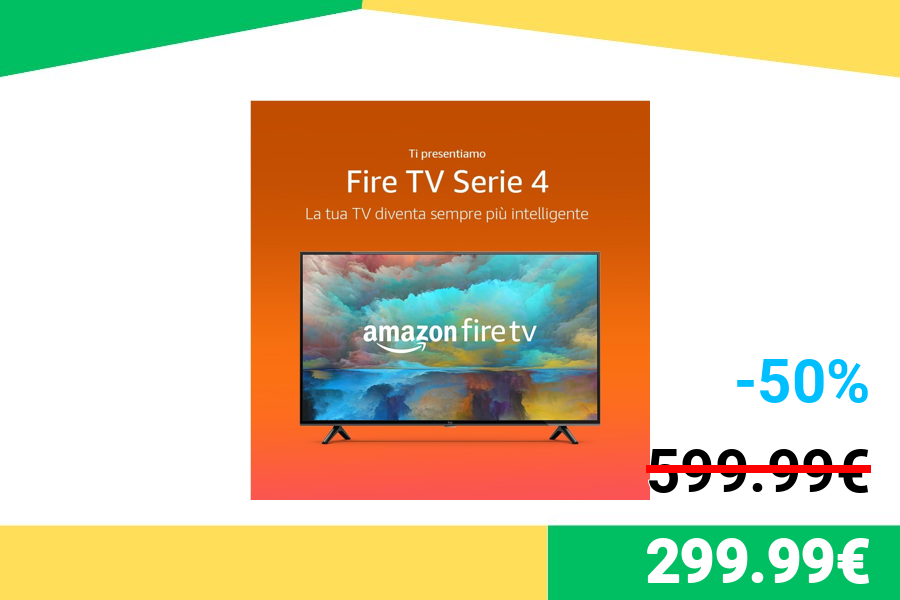 Ti presentiamo
Fire TV Serie 4
La tua TV diventa sempre più intelligente
amazon fire tv
-50%
599.99€
299.99€